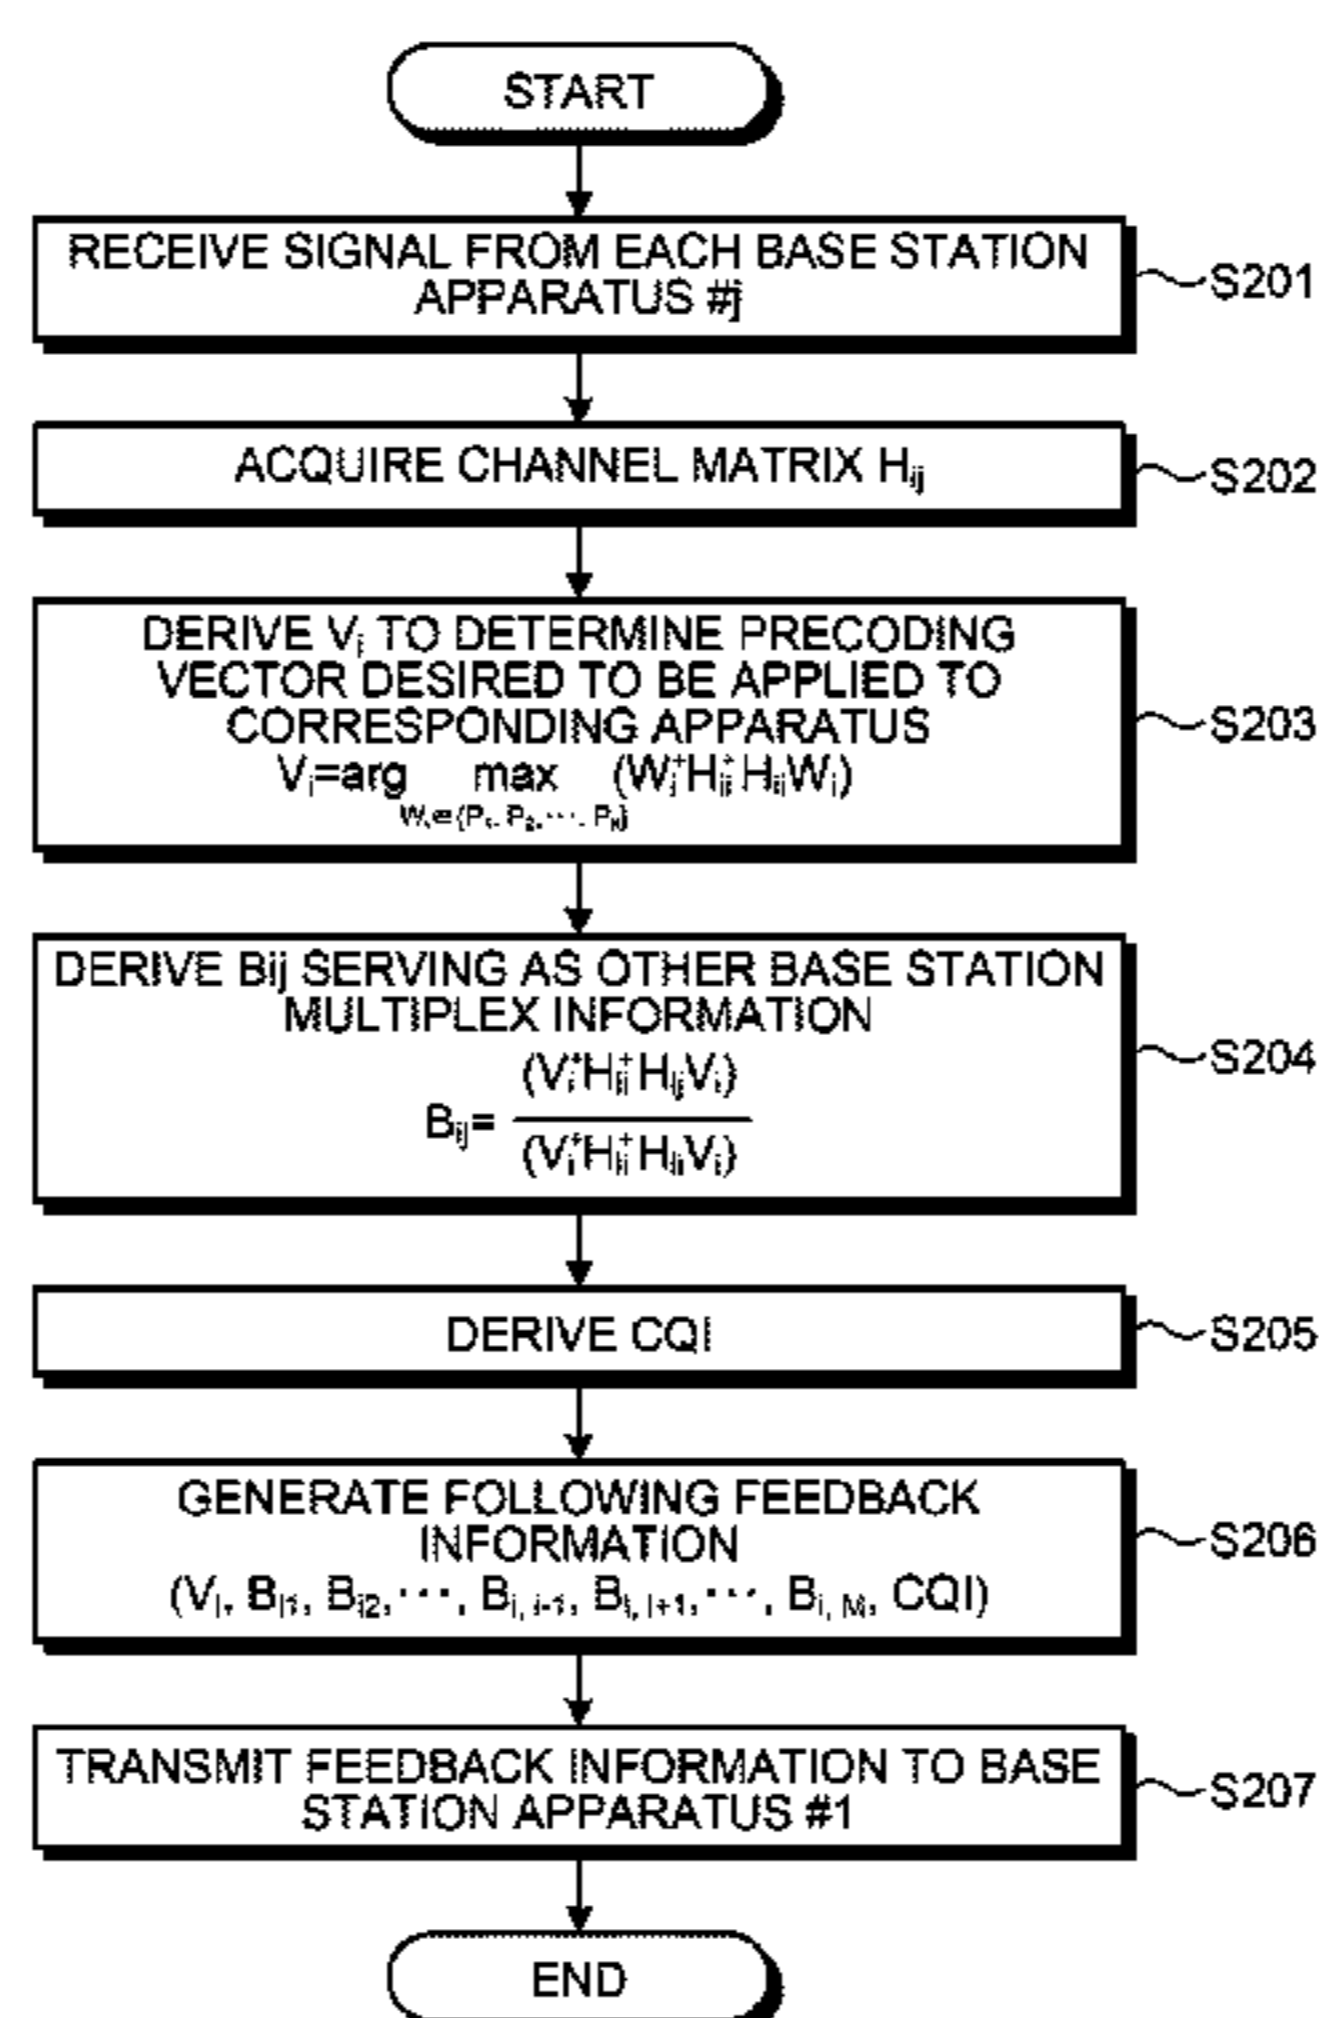 START
RECEIVE SIGNAL FROM EACH BASE STATION
APPARATUS #j
S201
ACQUIRE CHANNEL MATRIX Hij
S202
DERIVE Vi TO DETERMINE PRECODING
VECTOR DESIRED TO BE APPLIED TO
CORRESPONDING APPARATUS
Vi=arg max (Wi+Hii+HiiWi)
Wi∈{P1, P2,⋯, PN}
S203
DERIVE Bij SERVING AS OTHER BASE STATION
MULTIPLEX INFORMATION
(Vi+Hij+HijVi)
Bij=
(Vi+Hii+HiiVi)
S204
DERIVE CQI
S205
GENERATE FOLLOWING FEEDBACK
INFORMATION
(Vi, Bi1, Bi2,⋯, Bi, i-1, Bi, i+1,⋯, Bi, M, CQI)
S206
TRANSMIT FEEDBACK INFORMATION TO BASE
STATION APPARATUS #1
S207
END